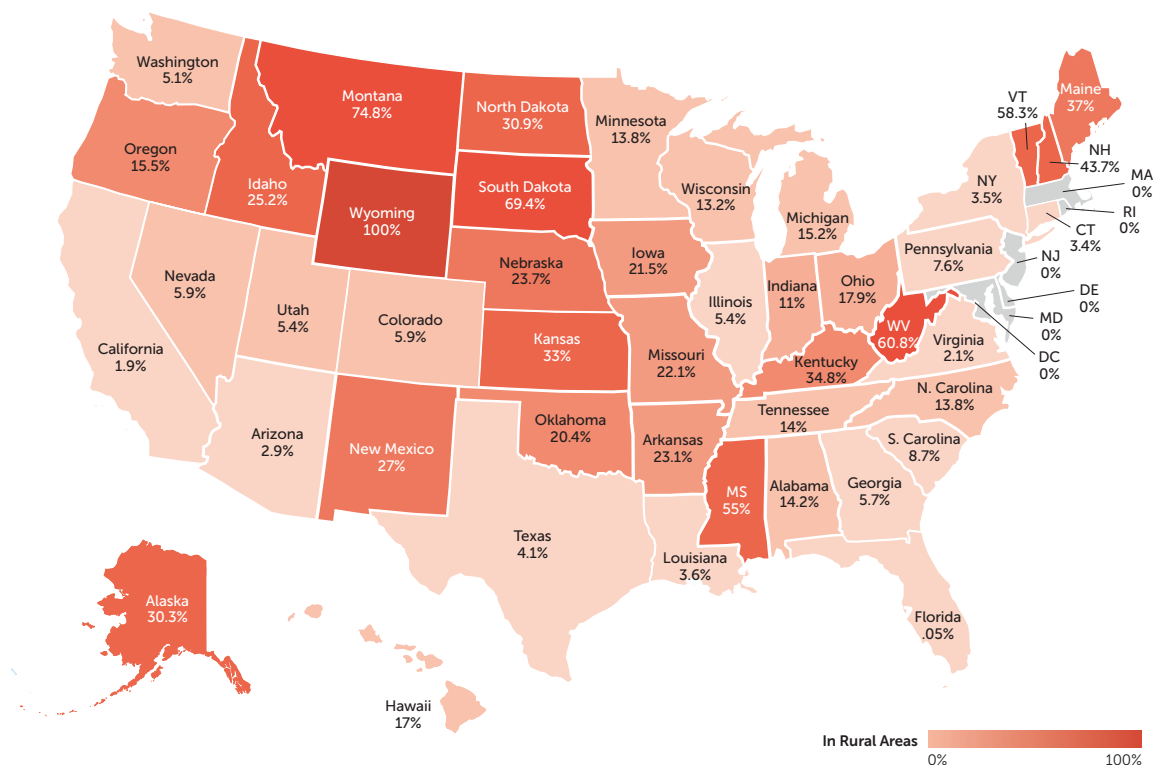 Washington
5.1%
Montana
74.8%
North Dakota
30.9%
Minnesota
13.8%
VT
58.3%
Maine
37%
Oregon
15.5%
Idaho
25.2%
Wyoming
100%
South Dakota
69.4%
Wisconsin
13.2%
Michigan
15.2%
NY
3.5%
NH
43.7%
MA
0%
RI
0%
CT
3.4%
Nevada
5.9%
Utah
5.4%
Colorado
5.9%
Nebraska
23.7%
Iowa
21.5%
Illinois
5.4%
Indiana
11%
Ohio
17.9%
Pennsylvania
7.6%
NJ
0%
DE
0%
MD
0%
DC
0%
California
1.9%
Kansas
33%
Missouri
22.1%
Kentucky
34.8%
WV
60.8%
Virginia
2.1%
N. Carolina
13.8%
Arizona
2.9%
New Mexico
27%
Oklahoma
20.4%
Arkansas
23.1%
Tennessee
14%
S. Carolina
8.7%
Texas
4.1%
Louisiana
3.6%
MS
55%
Alabama
14.2%
Georgia
5.7%
Florida
.05%
Alaska
30.3%
Hawaii
17%
In Rural Areas
0% 100%